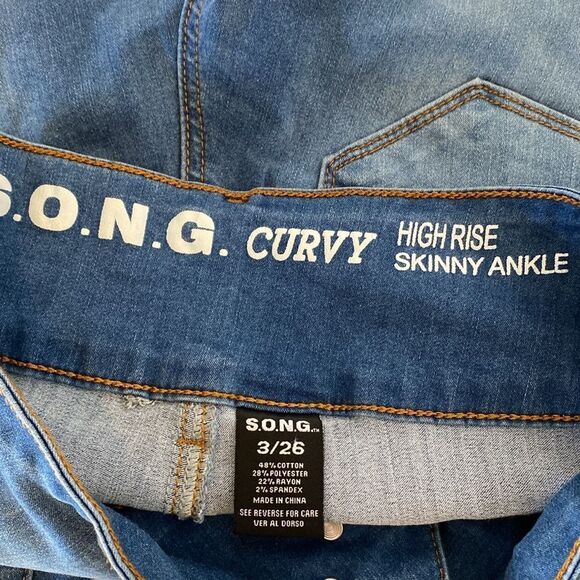 S.O.N.G. CURVY HIGH RISE
SKINNY ANKLE
S.O.N.G.™
3/26
48% COTTON
28% POLYESTER
22% RAYON
2% SPANDEX
MADE IN CHINA
SEE REVERSE FOR CARE
VER AL DORSO